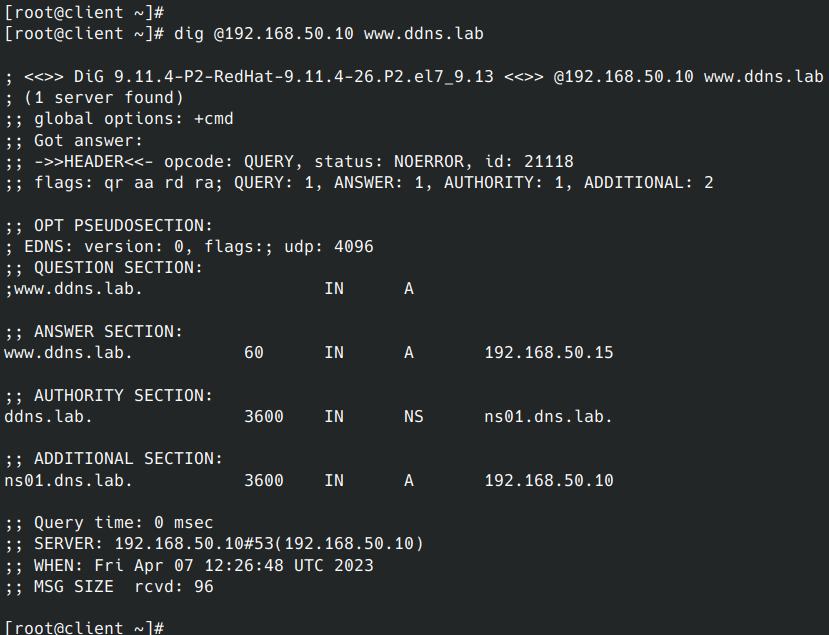 [root@client ~]#
[root@client ~]# dig @192.168.50.10 www.ddns.lab
; <<>> DiG 9.11.4-P2-RedHat-9.11.4-26.P2.el7_9.13 <<>> @192.168.50.10 www.ddns.lab
; (1 server found)
;; global options: +cmd
;; Got answer:
;; ->>HEADER<<- opcode: QUERY, status: NOERROR, id: 21118
;; flags: qr aa rd ra; QUERY: 1, ANSWER: 1, AUTHORITY: 1, ADDITIONAL: 2
;; OPT PSEUDOSECTION:
; EDNS: version: 0, flags:; udp: 4096
;; QUESTION SECTION:
;www.ddns.lab. IN A
;; ANSWER SECTION:
www.ddns.lab. 60 IN A 192.168.50.15
;; AUTHORITY SECTION:
ddns.lab. 3600 IN NS ns01.dns.lab.
;; ADDITIONAL SECTION:
ns01.dns.lab. 3600 IN A 192.168.50.10
;; Query time: 0 msec
;; SERVER: 192.168.50.10#53(192.168.50.10)
;; WHEN: Fri Apr 07 12:26:48 UTC 2023
;; MSG SIZE rcvd: 96
[root@client ~]#